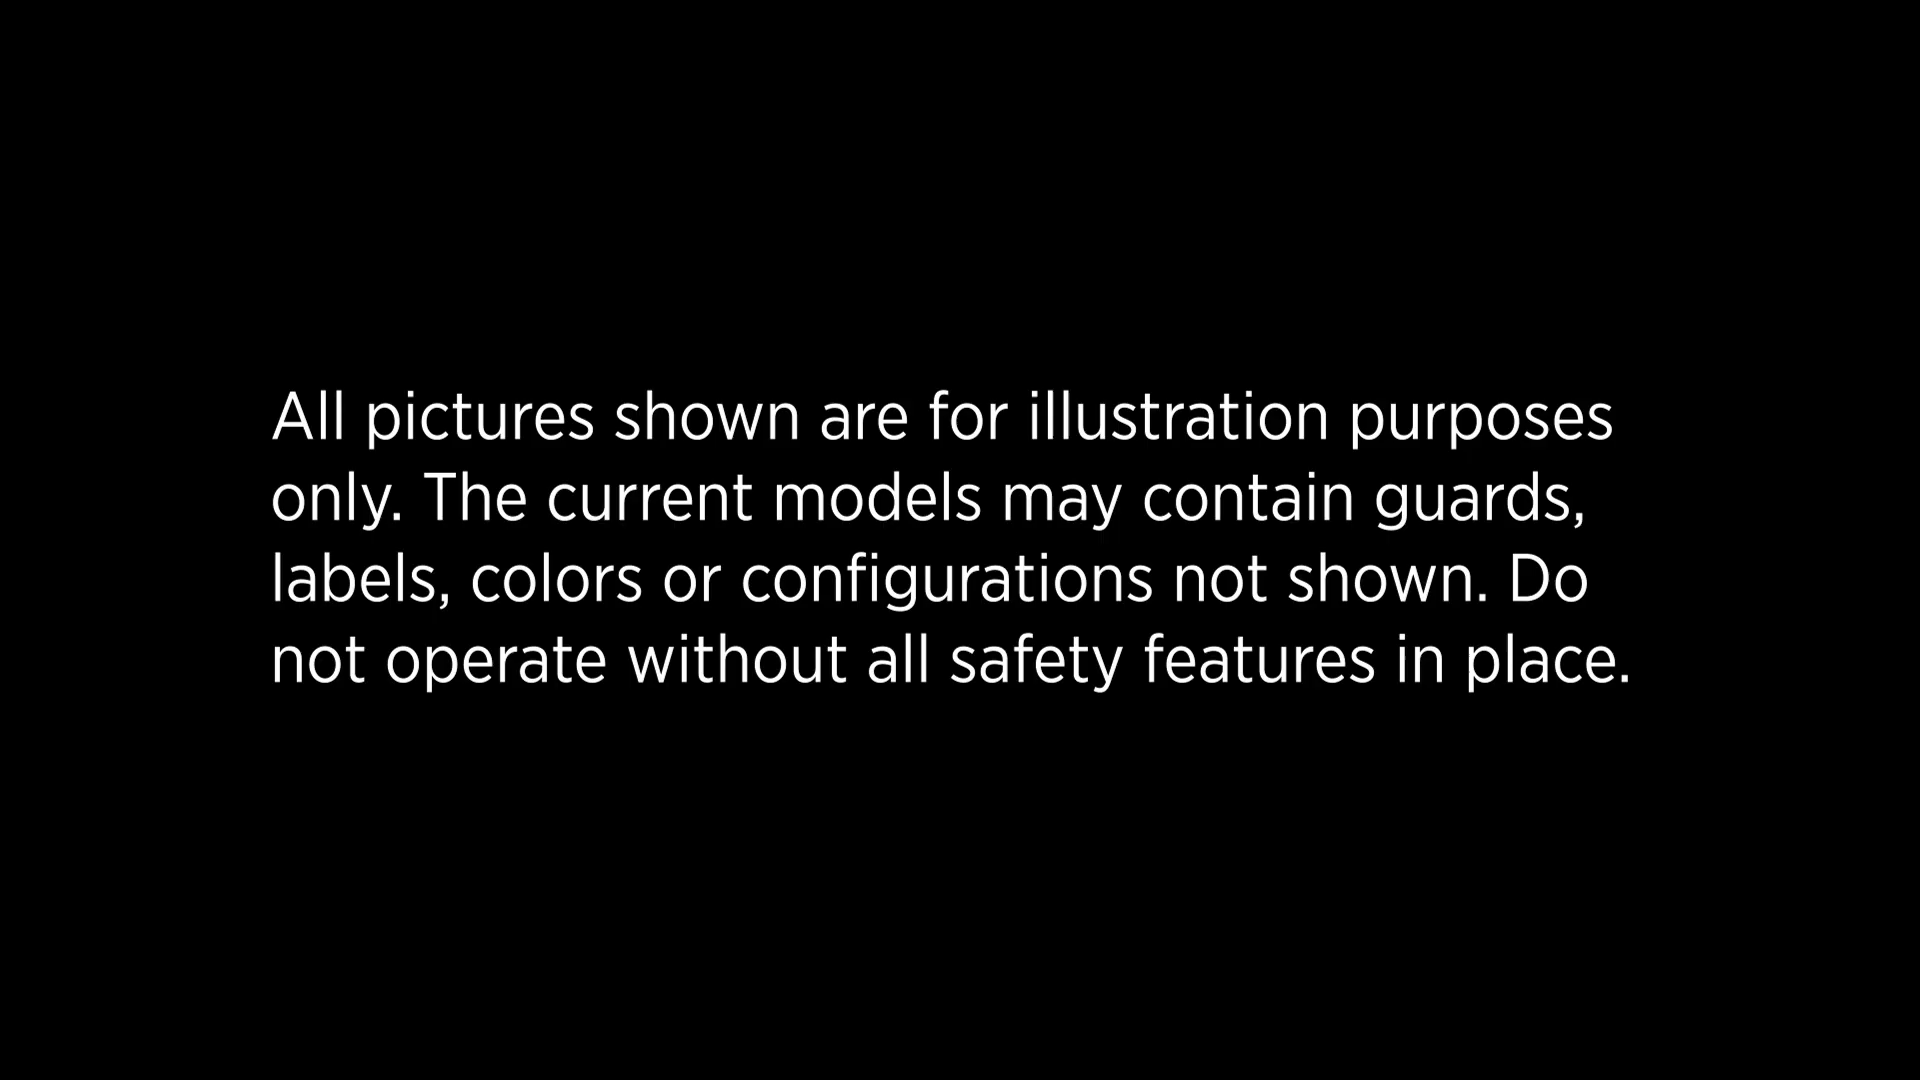 All pictures shown are for illustration purposes
only. The current models may contain guards,
labels, colors or configurations not shown. Do
not operate without all safety features in place.